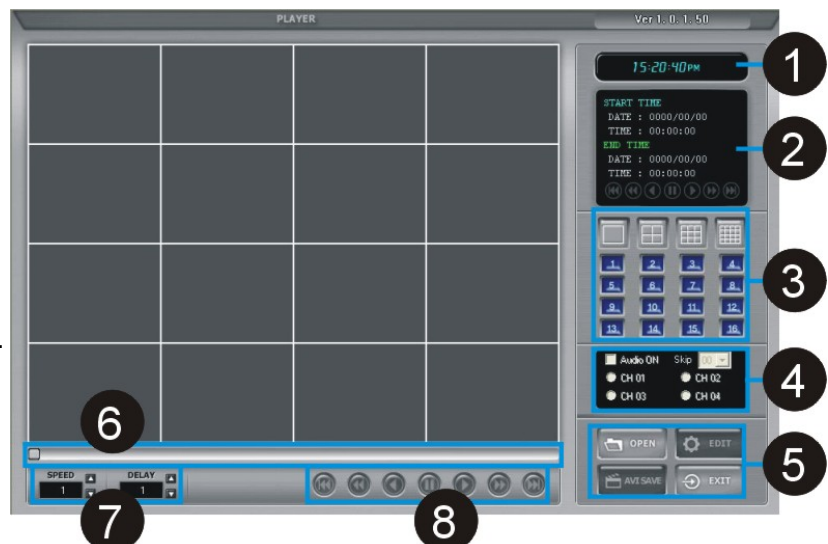 PLAYER
Ver 1. 0. 1. 50
15:20:40 PM
1
START TIME
DATE : 0000/00/00
TIME : 00:00:00
END TIME
DATE : 0000/00/00
TIME : 00:00:00
2
1 2 3 4
5 6 7 8
9 10 11 12
13 14 15 16
3
Audio ON Skip 00
CH 01 CH 02
CH 03 CH 04
4
OPEN EDIT
AVI SAVE EXIT
5
6
SPEED DELAY
1 1
7
8